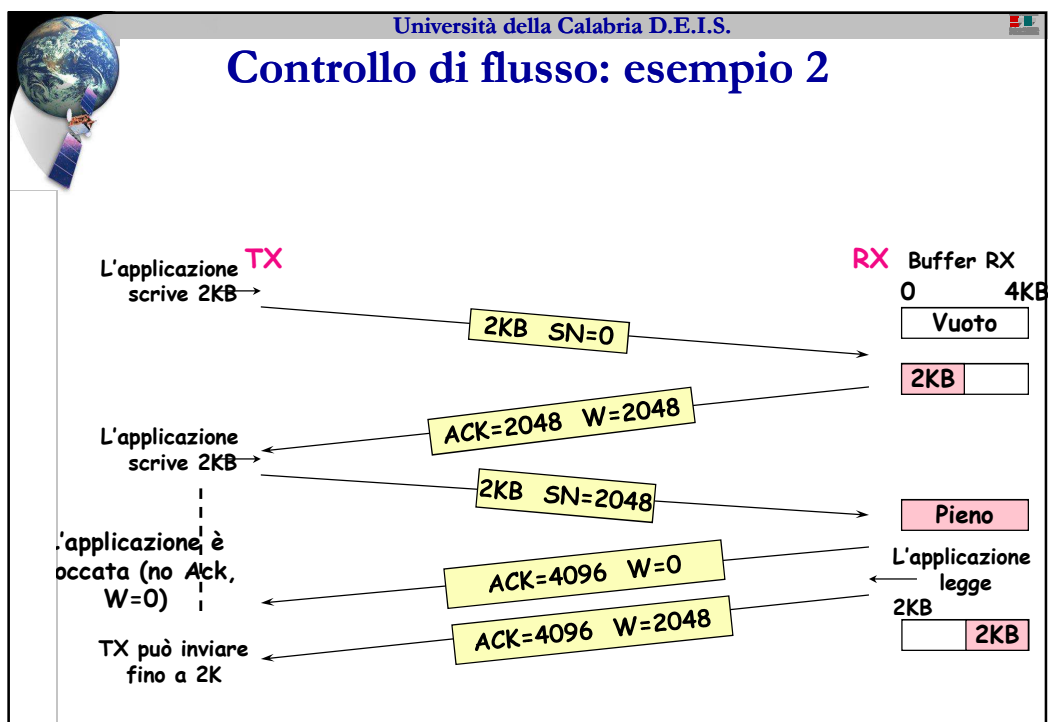 Università della Calabria D.E.I.S.
Controllo di flusso: esempio 2
TX
RX
Buffer RX
0 4KB
L'applicazione
scrive 2KB
2KB SN=0
Vuoto
2KB
ACK=2048 W=2048
L'applicazione
scrive 2KB
2KB SN=2048
Pieno
'applicazione è
occata (no Ack,
W=0)
ACK=4096 W=0
L'applicazione
legge
2KB
ACK=4096 W=2048
2KB
TX può inviare
fino a 2K